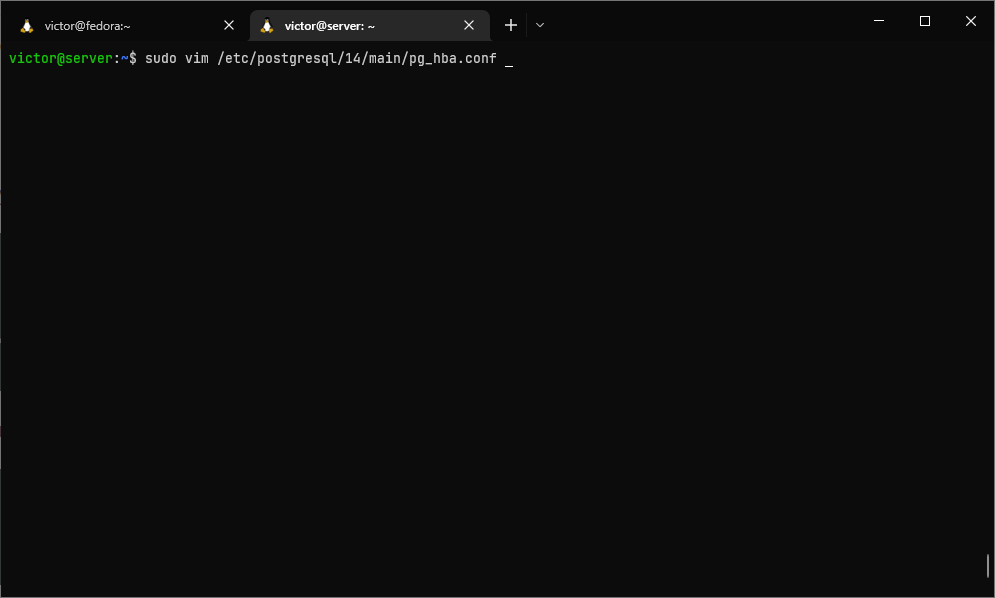 victor@fedora:~
victor@server: ~
victor@server:~$ sudo vim /etc/postgresql/14/main/pg_hba.conf